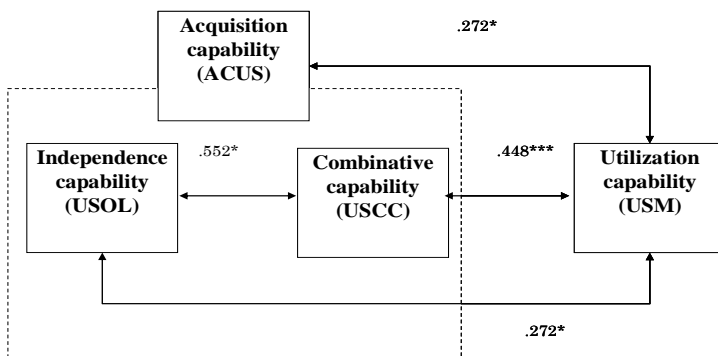 Acquisition
capability
(ACUS)
.272*
Independence
capability
(USOL)
.552*
Combinative
capability
(USCC)
.448***
Utilization
capability
(USM)
.272*